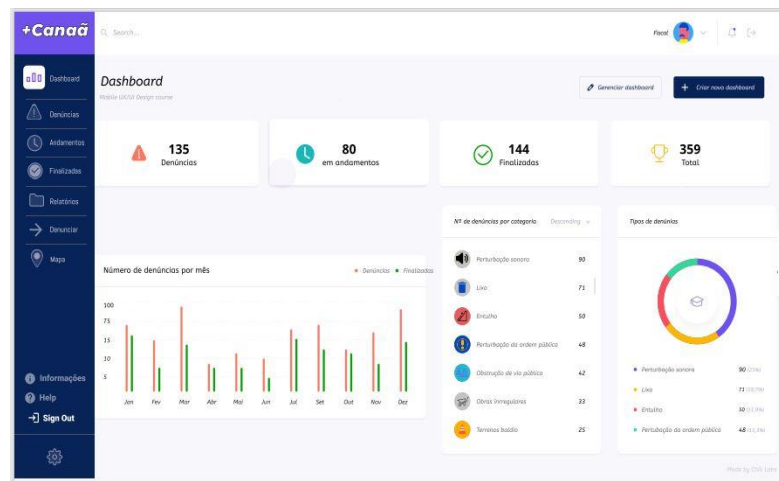 +Canaã
Search...
Fiscal
Dashboard
Denúncias
Andamentos
Finalizadas
Relatórios
Denunciar
Mapa
Informações
Help
Sign Out
Dashboard
Mobile UX/UI Design course
Gerenciar dashboard
+ Criar novo dashboard
135
Denúncias
80
em andamentos
144
Finalizadas
359
Total
Número de denúncias por mês
Denúncias
Finalizadas
100
75
15
10
5
Jan Fev Mar Abr Mai Jun Jul Set Out Nov Dez
Nº de denúncias por categoria
Descending
Perturbação sonora 90
Lixo 71
Entulho 50
Perturbação da ordem pública 48
Obstrução de via pública 42
Obras irregulares 33
Terrenos baldio 25
Tipos de denúnias
Perturbação sonora 90 (25%)
Lixo 71
Entulho 50
Pertubação da ordem pública 48 (13,3%)